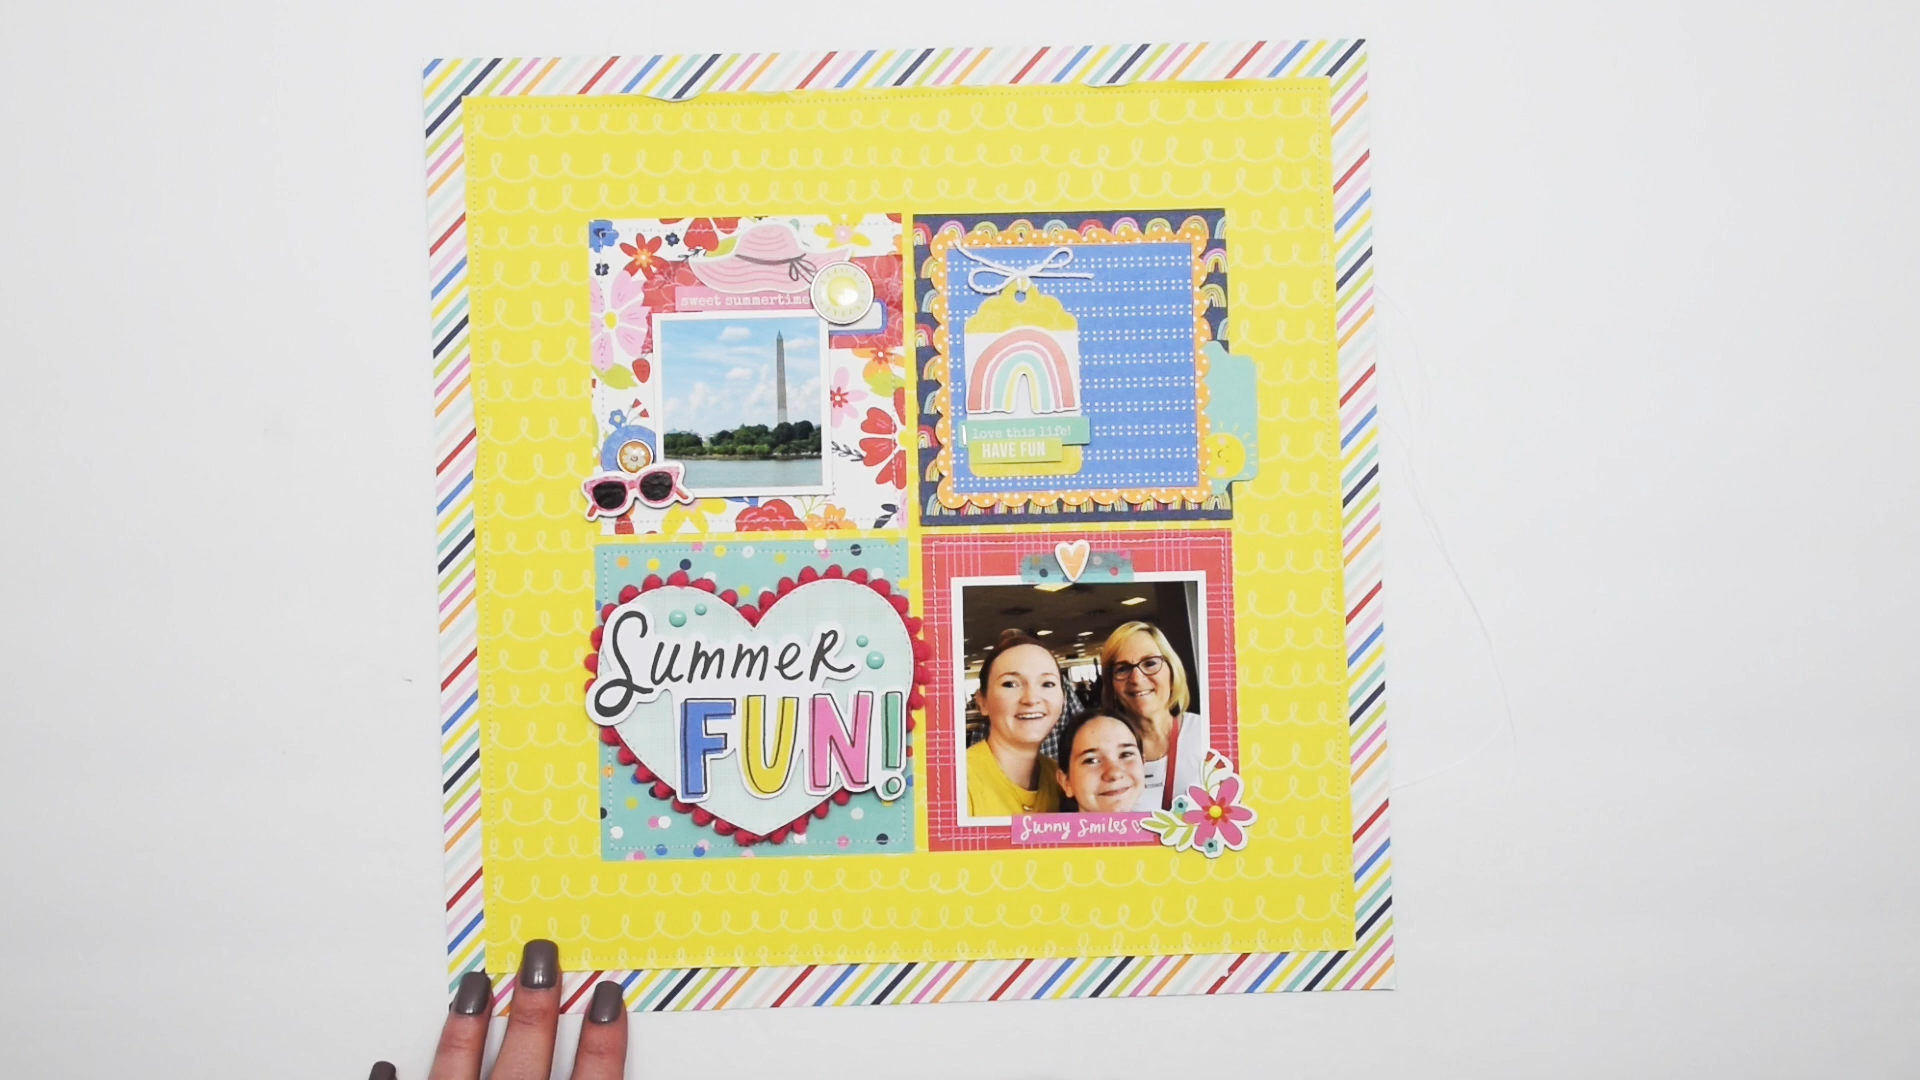 sweet summertime
love this life!
HAVE FUN
Summer
FUN!
Sunny Smiles